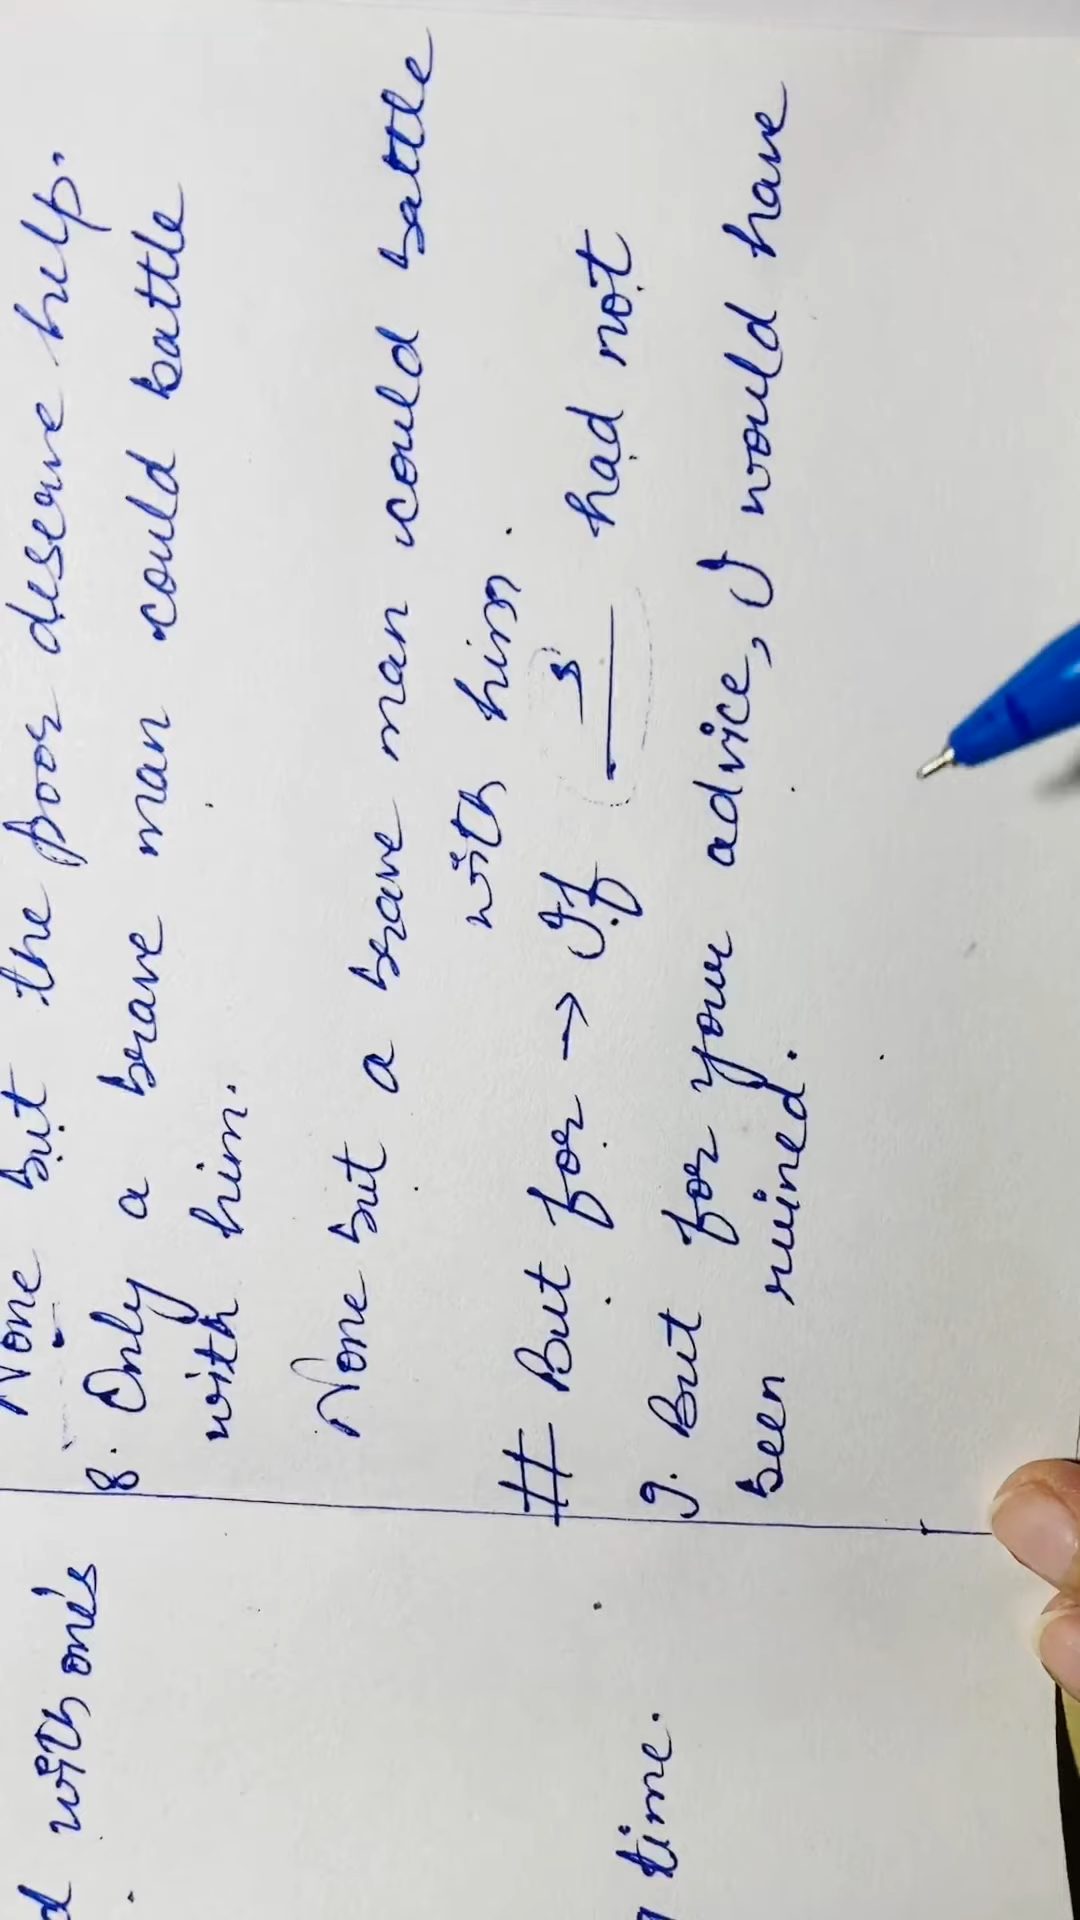 None but the poor deserve help.
8. Only a brave man could battle
with him.
None but a brave man could battle
with him.
# But for → If ___s___ had not
9. But for your advice, I would have
been ruined.
with one's
time.